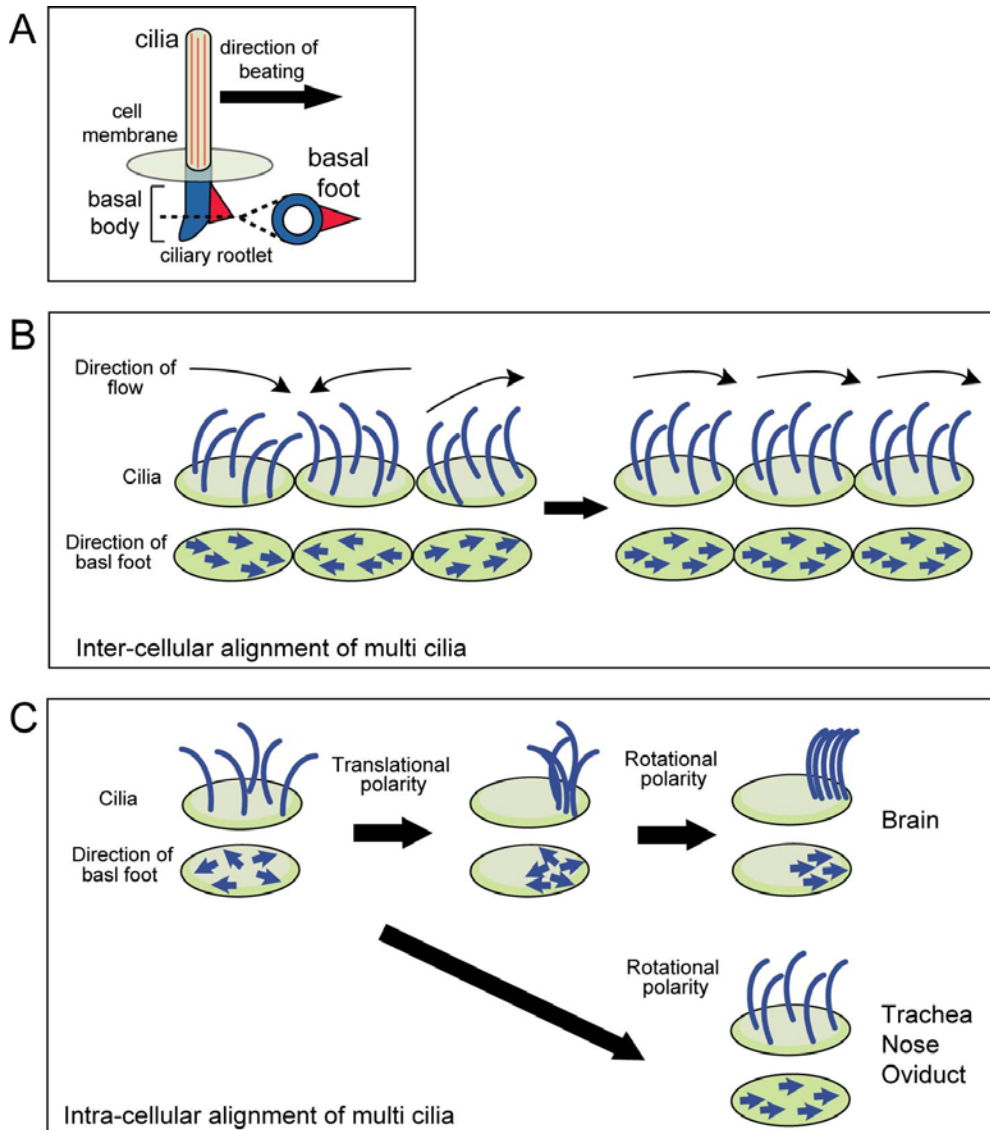 A
cilia
direction of
beating
cell
membrane
basal
foot
basal
body
ciliary rootlet
B
Direction of
flow
Cilia
Direction of
basl foot
Inter-cellular alignment of multi cilia
C
Translational
polarity
Rotational
polarity
Cilia
Brain
Direction of
basl foot
Rotational
polarity
Trachea
Nose
Oviduct
Intra-cellular alignment of multi cilia